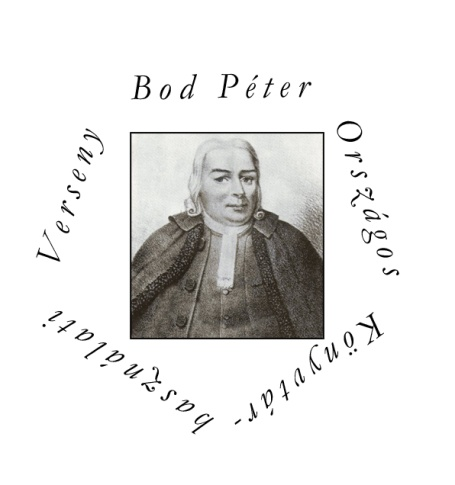 Bod Péter
Országos
Könyvtár-
használati
Verseny